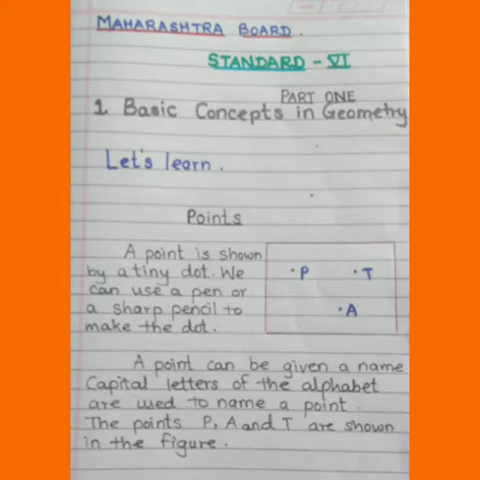 MAHARASHTRA BOARD.
STANDARD - VI
PART ONE
1 Basic Concepts in Geometry
Let's learn.
Points
A point is shown
by a tiny dot. We
can use a pen or
a sharp pencil to
make the dot.
P
T
A
A point can be given a name
Capital letters of the alphabet
are used to name a point.
The points P, A and T are shown
in the figure.